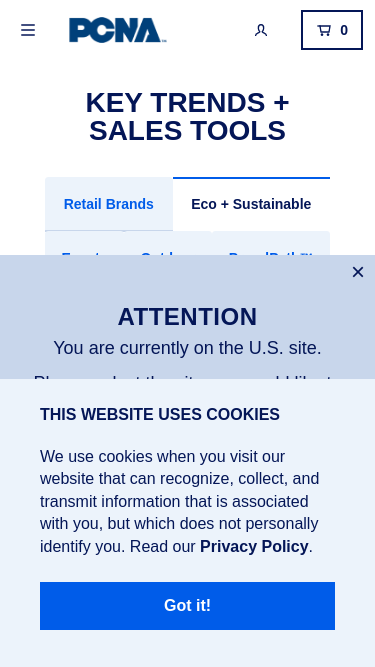 PCNA
0
KEY TRENDS +
SALES TOOLS
Retail Brands
Eco + Sustainable
ATTENTION
You are currently on the U.S. site.
THIS WEBSITE USES COOKIES
We use cookies when you visit our
website that can recognize, collect, and
transmit information that is associated
with you, but which does not personally
identify you. Read our Privacy Policy.
Got it!